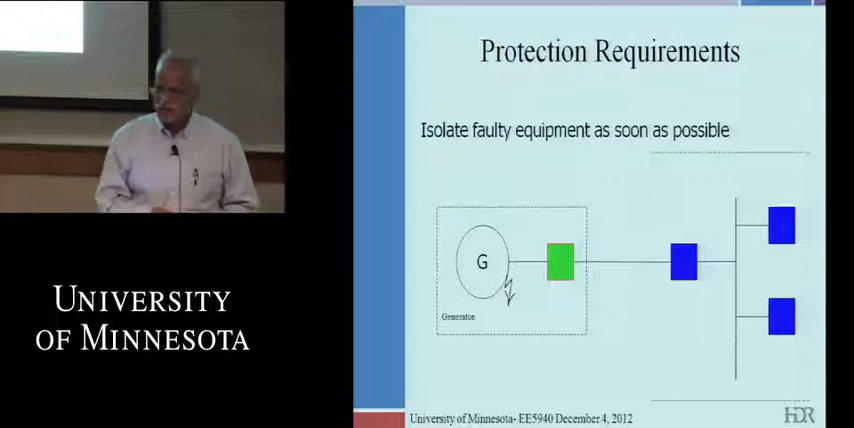 UNIVERSITY
OF MINNESOTA
Protection Requirements
Isolate faulty equipment as soon as possible
G
Generator
University of Minnesota- EE5940 December 4, 2012
HDR